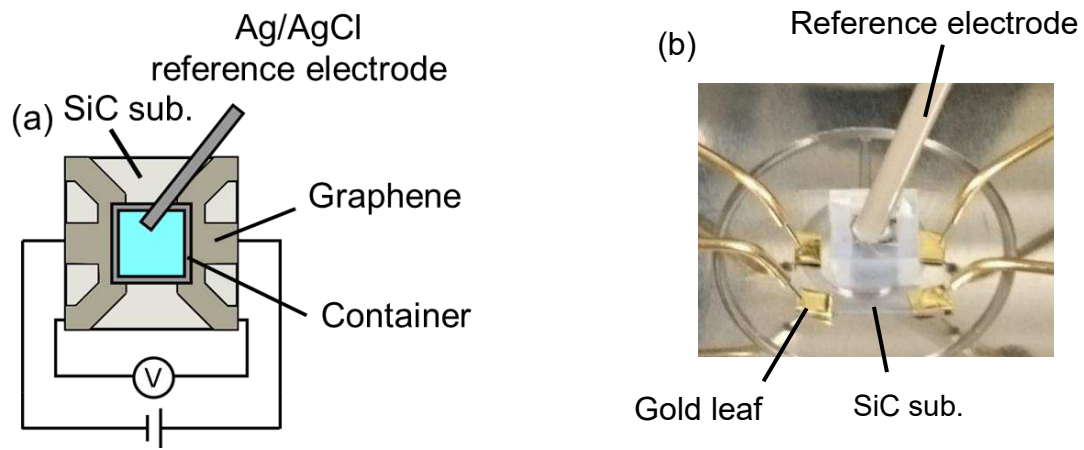 (a)
Ag/AgCl
reference electrode
SiC sub.
Graphene
Container
V
(b)
Reference electrode
Gold leaf
SiC sub.